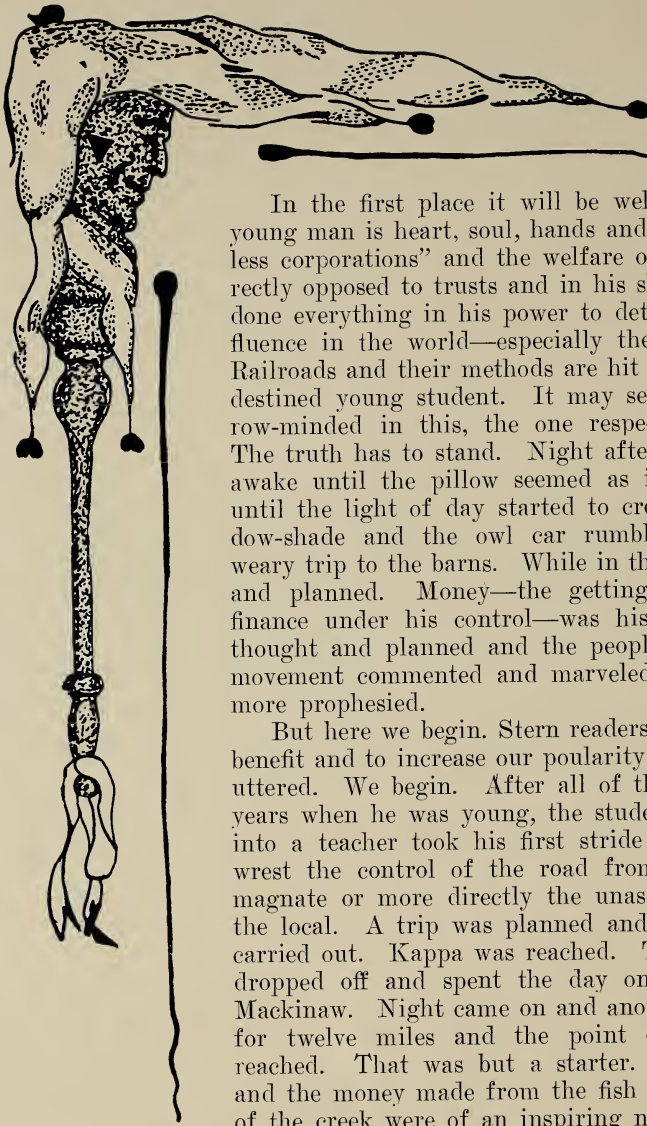 In the first place it will be wel
young man is heart, soul, hands and
less corporations” and the welfare o
rectly opposed to trusts and in his s
done everything in his power to det
fluence in the world—especially the
Railroads and their methods are hit
destined young student. It may se
row-minded in this, the one respe
The truth has to stand. Night afte
awake until the pillow seemed as i
until the light of day started to cre
dow-shade and the owl car rumbl
weary trip to the barns. While in th
and planned. Money—the getting
finance under his control—was his
thought and planned and the peopl
movement commented and marveled
more prophesied.
But here we begin. Stern readers
benefit and to increase our poularity
uttered. We begin. After all of th
years when he was young, the stude
into a teacher took his first stride
wrest the control of the road from
magnate or more directly the unas
the local. A trip was planned and
carried out. Kappa was reached.
dropped off and spent the day on
Mackinaw. Night came on and ano
for twelve miles and the point
reached. That was but a starter.
and the money made from the fish
of the creek were of an inspiring n